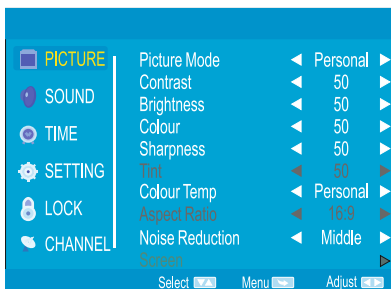 PICTURE
SOUND
TIME
SETTING
LOCK
CHANNEL
Picture Mode Personal
Contrast 50
Brightness 50
Colour 50
Sharpness 50
Tint 50
Colour Temp Personal
Aspect Ratio 16:9
Noise Reduction Middle
Screen
Select Menu Adjust